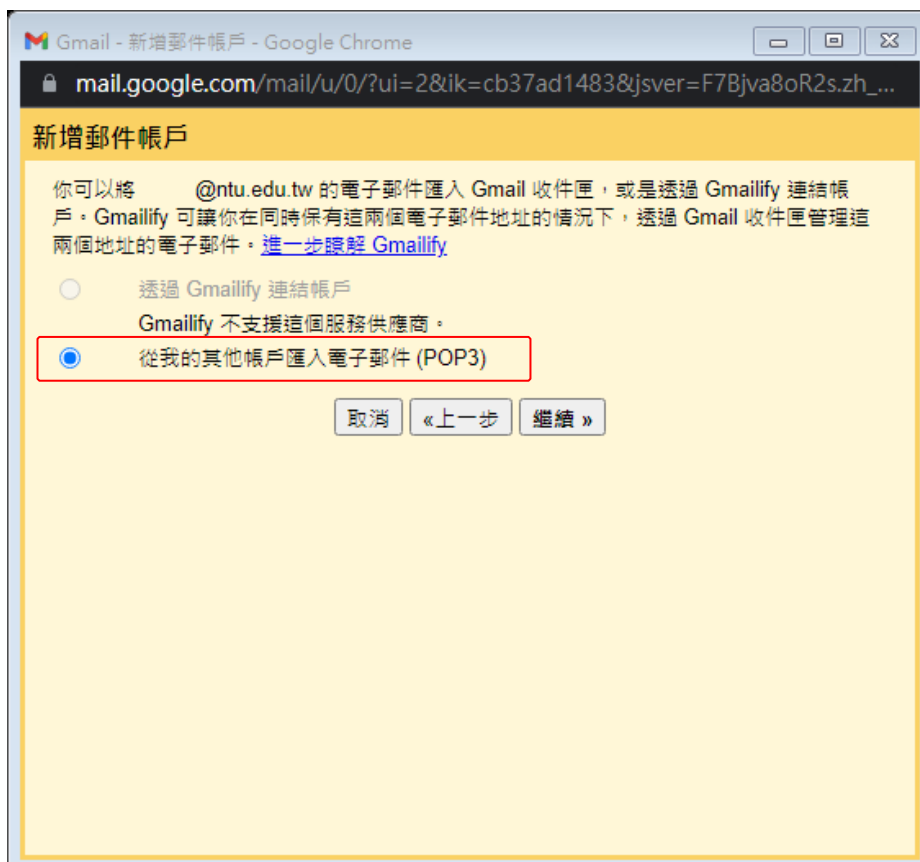 Gmail - 新增郵件帳戶 - Google Chrome
mail.google.com/mail/u/0/?ui=2&ik=cb37ad1483&jsver=F7Bjva8oR2s.zh_...
新增郵件帳戶
你可以將 @ntu.edu.tw 的電子郵件匯入 Gmail 收件匣，或是透過 Gmailify 連結帳
戶。Gmailify 可讓你在同時保有這兩個電子郵件地址的情況下，透過 Gmail 收件匣管理這
兩個地址的電子郵件。進一步瞭解 Gmailify
透過 Gmailify 連結帳戶
Gmailify 不支援這個服務供應商。
從我的其他帳戶匯入電子郵件 (POP3)
取消 «上一步 繼續 »